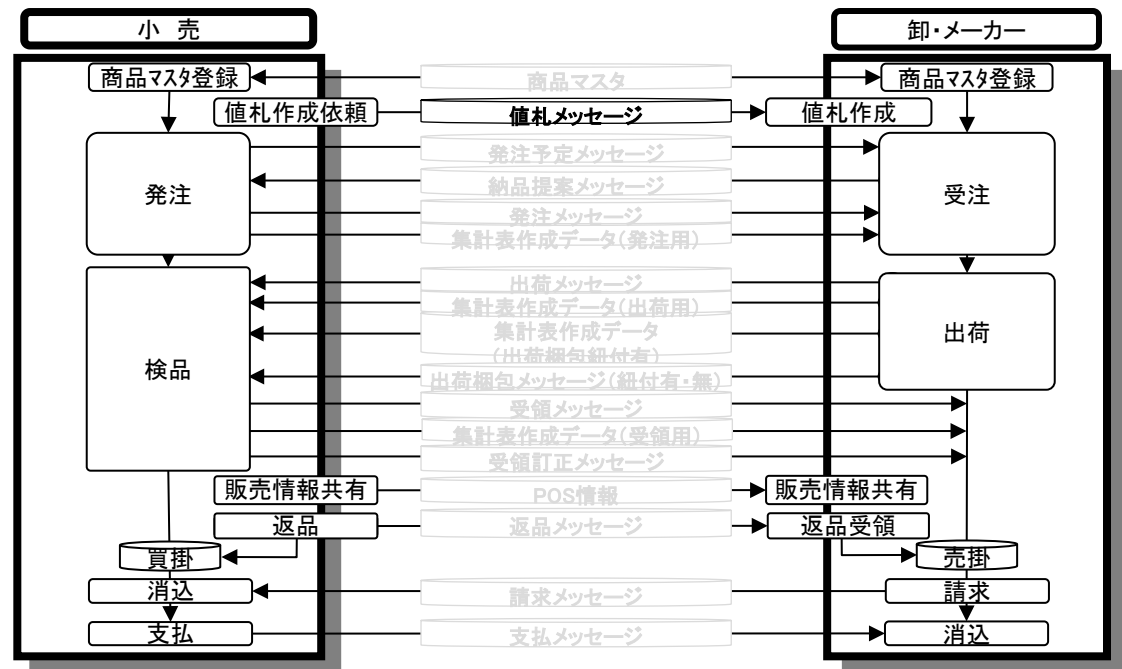 小 売
卸・メーカー
商品マスタ登録
商品マスタ
商品マスタ登録
値札作成依頼
値札メッセージ
値札作成
発注予定メッセージ
納品提案メッセージ
発注
受注
発注メッセージ
集計表作成データ(発注用)
出荷メッセージ
集計表作成データ(出荷用)
集計表作成データ
(出荷梱包紐付有)
出荷
検品
出荷梱包メッセージ(紐付有・無)
受領メッセージ
集計表作成データ(受領用)
受領訂正メッセージ
販売情報共有
POS情報
販売情報共有
返品
返品メッセージ
返品受領
買掛
売掛
消込
請求メッセージ
請求
支払
支払メッセージ
消込